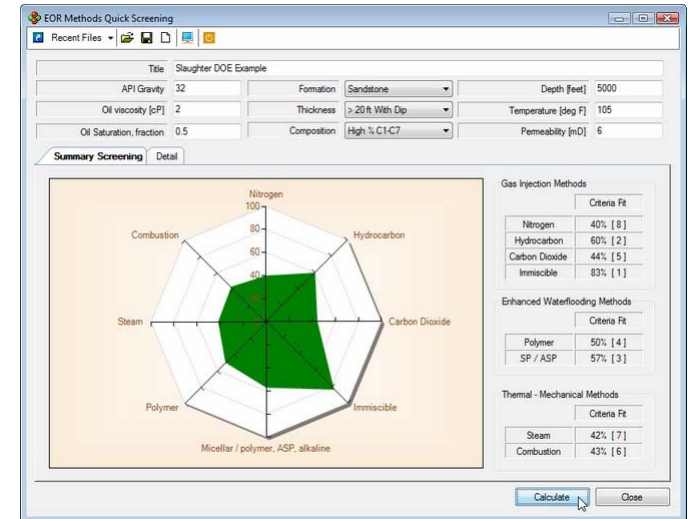 EOR Methods Quick Screening
Recent Files
Title Slaughter DOE Example
API Gravity 32 Formation Sandstone Depth [feet] 5000
Oil viscosity [cP] 2 Thickness > 20 ft With Dip Temperature [deg F] 105
Oil Saturation, fraction 0.5 Composition High % C1-C7 Permeability [mD] 6
Summary Screening Detail
Nitrogen
100
80
60
40
Hydrocarbon
Carbon Dioxide
Immiscible
Micellar / polymer, ASP, alkaline
Polymer
Steam
Combustion
Gas Injection Methods
Criteria Fit
Nitrogen 40% [ 8 ]
Hydrocarbon 60% [ 2 ]
Carbon Dioxide 44% [ 5 ]
Immiscible 83% [ 1 ]
Enhanced Waterflooding Methods
Criteria Fit
Polymer 50% [ 4 ]
SP / ASP 57% [ 3 ]
Thermal - Mechanical Methods
Criteria Fit
Steam 42% [ 7 ]
Combustion 43% [ 6 ]
Calculate Close